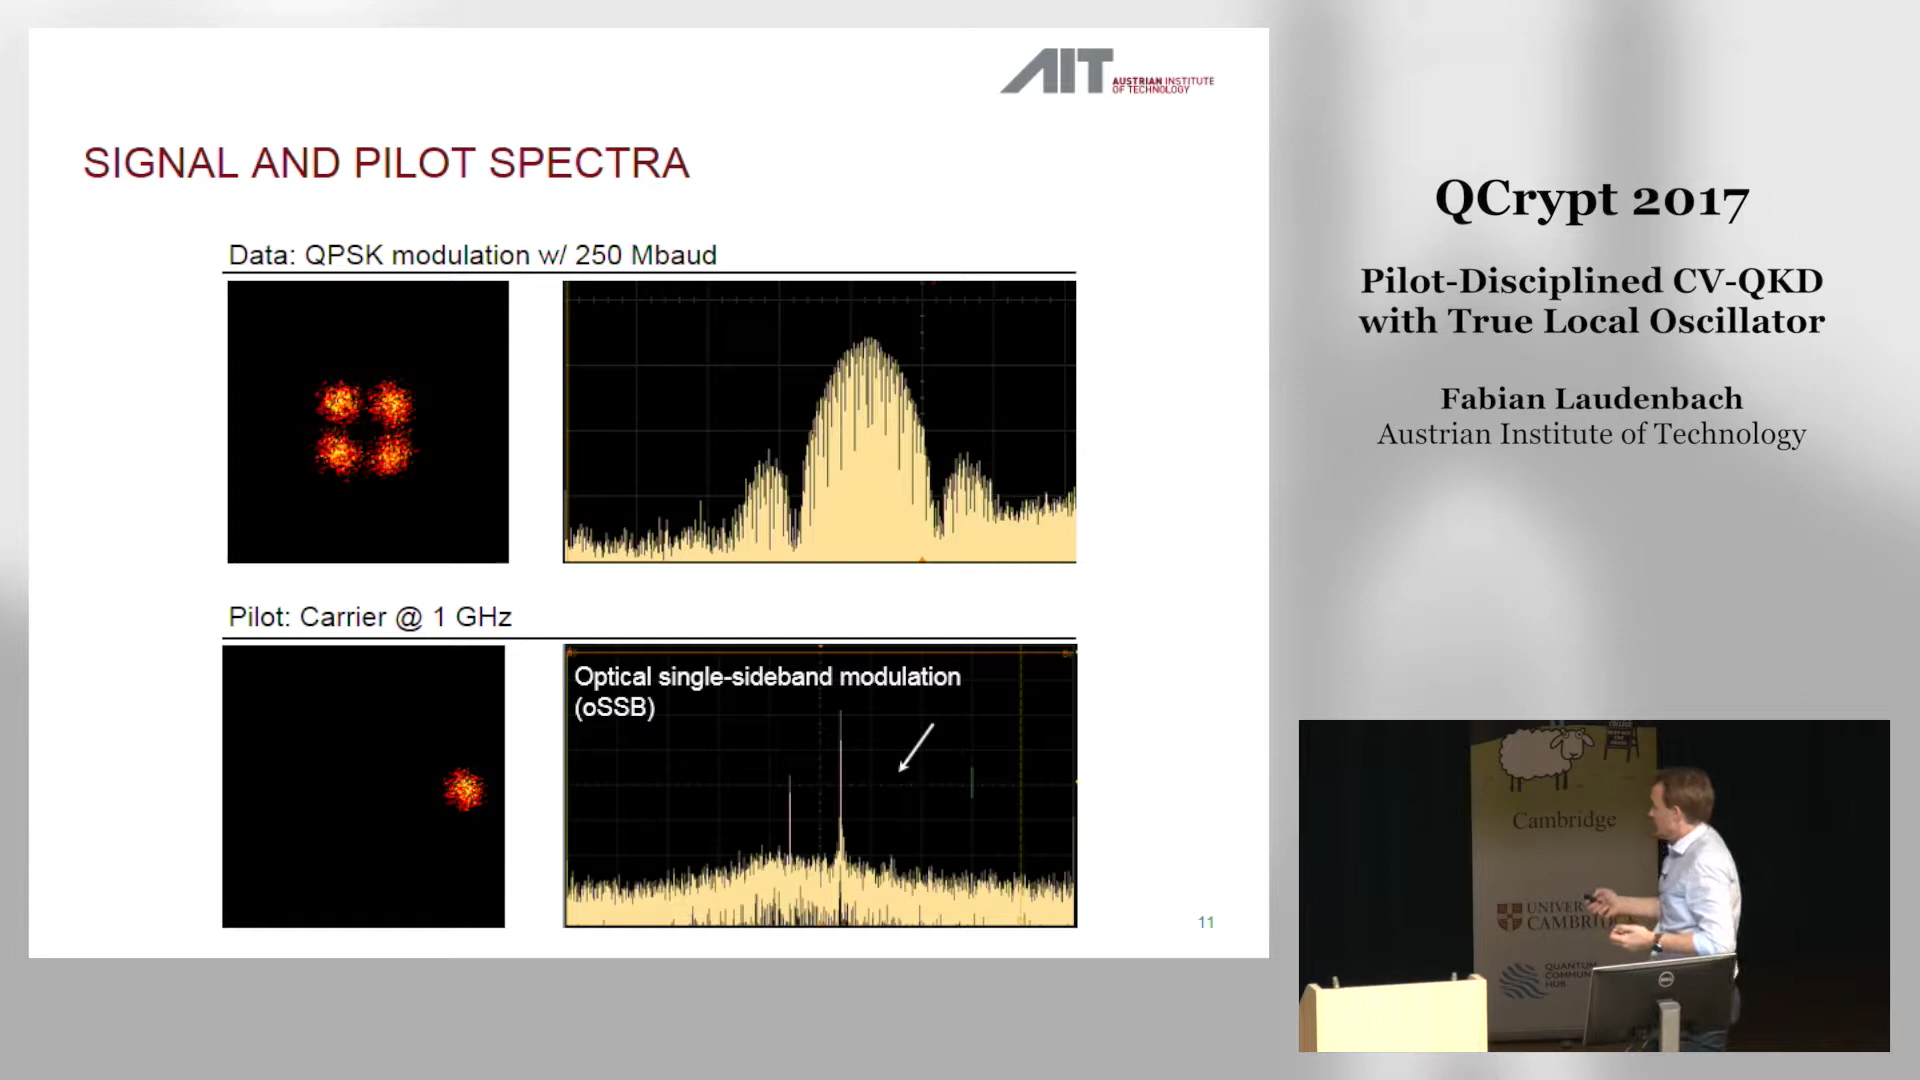 AIT
AUSTRIAN INSTITUTE
OF TECHNOLOGY
SIGNAL AND PILOT SPECTRA
Data: QPSK modulation w/ 250 Mbaud
Pilot: Carrier @ 1 GHz
Optical single-sideband modulation
(oSSB)
11
QCrypt 2017
Pilot-Disciplined CV-QKD
with True Local Oscillator
Fabian Laudenbach
Austrian Institute of Technology
Cambridge
UNIVER
CAMBRI
QUANTUM
COMMUN
HUB
DELL